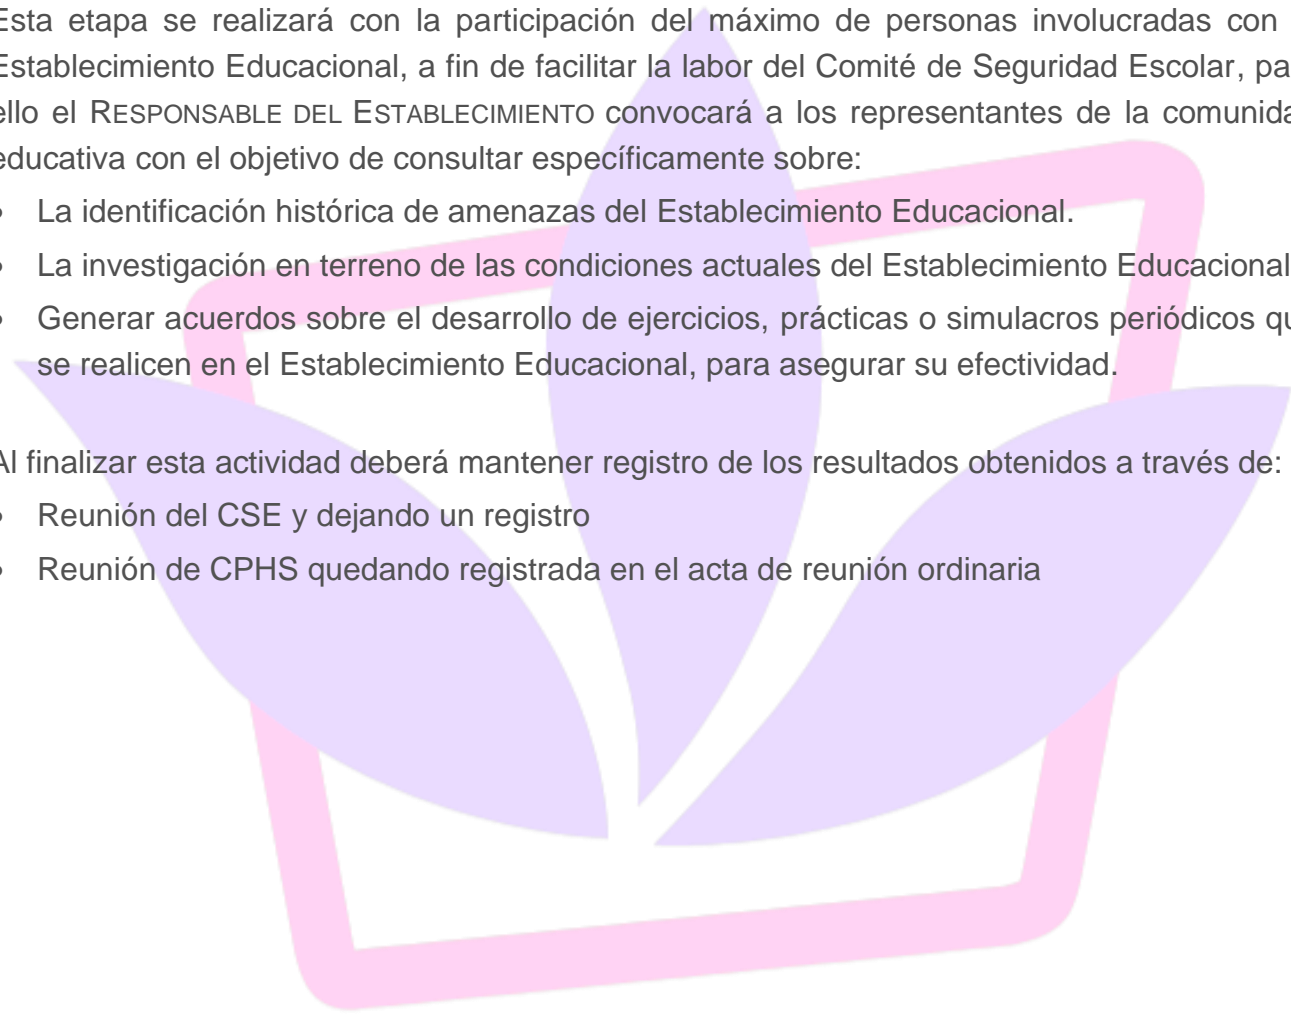 Esta etapa se realizará con la participación del máximo de personas involucradas con
Establecimiento Educacional, a fin de facilitar la labor del Comité de Seguridad Escolar, pa
ello el RESPONSABLE DEL ESTABLECIMIENTO convocará a los representantes de la comunida
educativa con el objetivo de consultar específicamente sobre:
• La identificación histórica de amenazas del Establecimiento Educacional.
• La investigación en terreno de las condiciones actuales del Establecimiento Educacional
• Generar acuerdos sobre el desarrollo de ejercicios, prácticas o simulacros periódicos qu
se realicen en el Establecimiento Educacional, para asegurar su efectividad.
Al finalizar esta actividad deberá mantener registro de los resultados obtenidos a través de:
• Reunión del CSE y dejando un registro
• Reunión de CPHS quedando registrada en el acta de reunión ordinaria